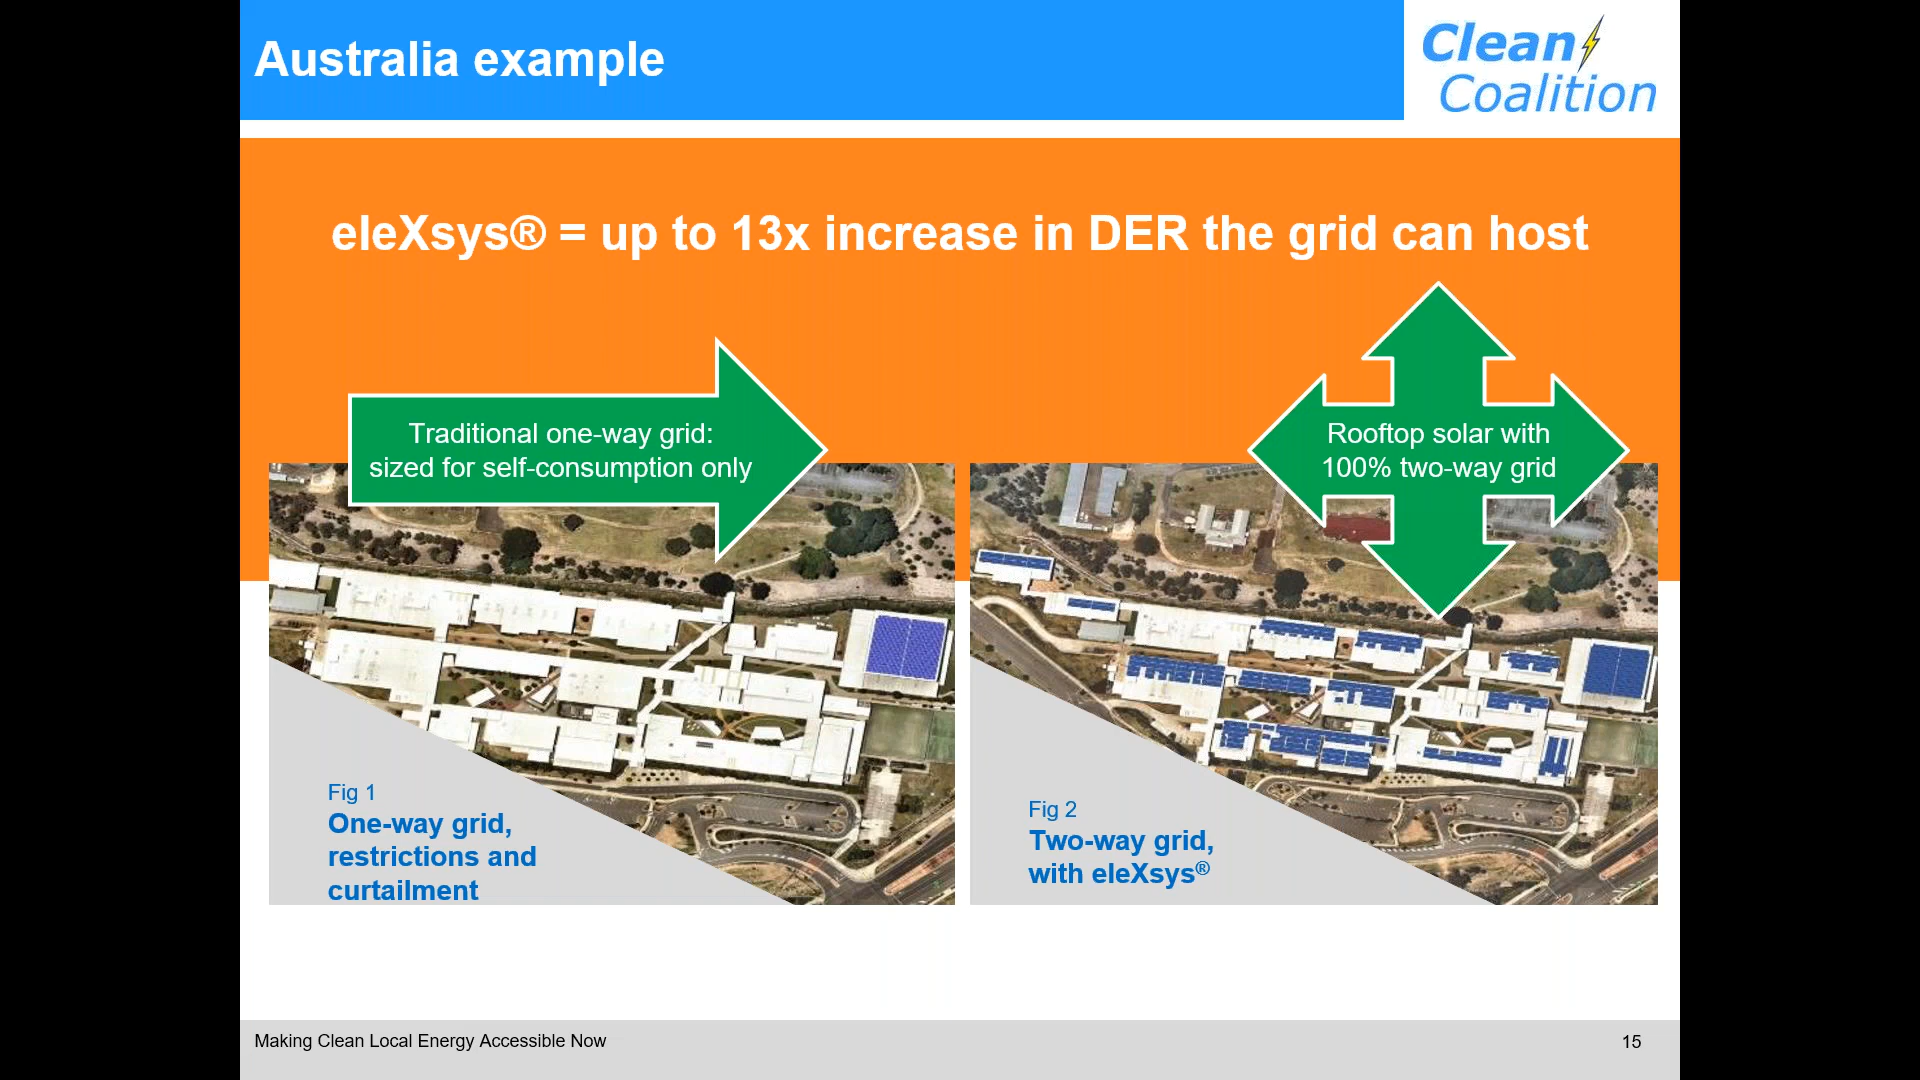 Australia example
Clean
Coalition
eleXsys® = up to 13x increase in DER the grid can host
Traditional one-way grid:
sized for self-consumption only
Rooftop solar with
100% two-way grid
Fig 1
One-way grid,
restrictions and
curtailment
Fig 2
Two-way grid,
with eleXsys®
Making Clean Local Energy Accessible Now
15